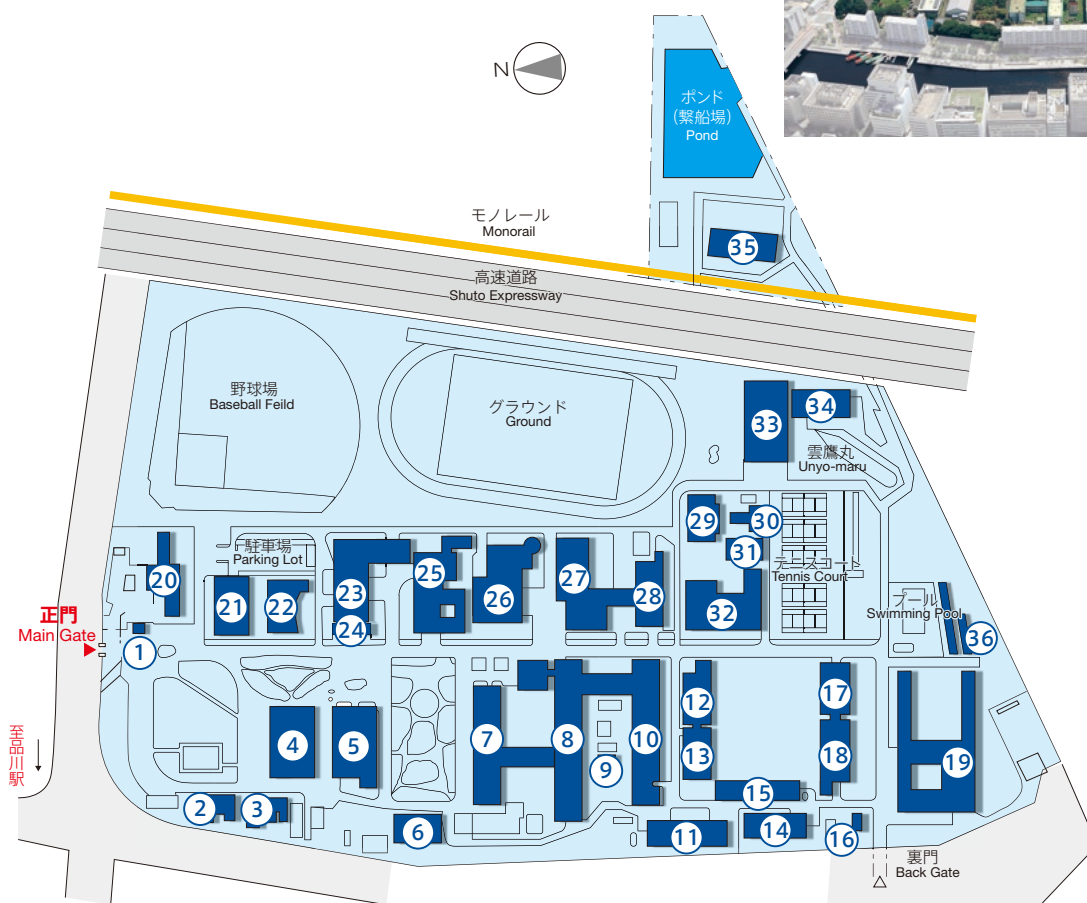 N
ポンド
(繋船場)
Pond
モノレール
Monorail
35
高速道路
Shuto Expressway
野球場
Baseball Feild
グラウンド
Ground
33
34
雲鷹丸
Unyo-maru
29
30
31
駐車場
Parking Lot
20
21
22
23
24
25
26
27
28
32
テニスコート
Tennis Court
プール
Swimming Pool
36
正門
Main Gate
1
至品川駅
4
5
7
8
9
10
12
13
17
18
19
2
3
6
11
15
14
16
裏門
Back Gate